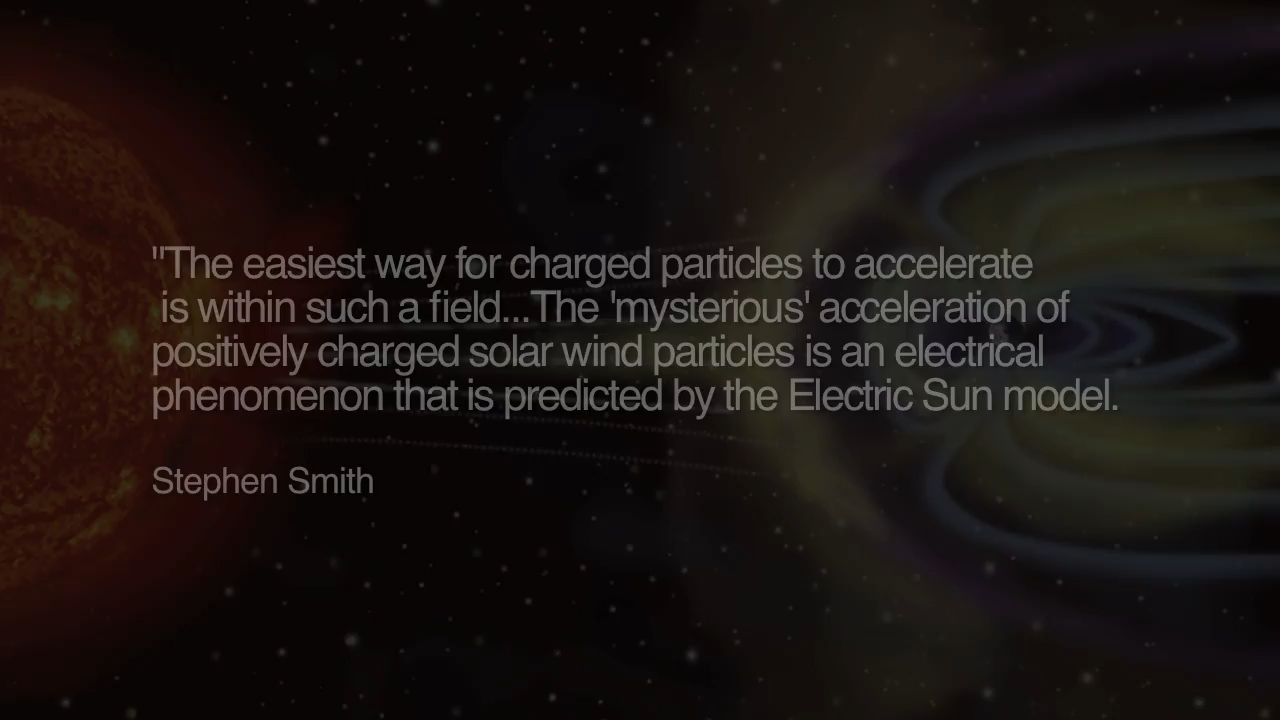 "The easiest way for charged particles to accelerate
is within such a field...The 'mysterious' acceleration of
positively charged solar wind particles is an electrical
phenomenon that is predicted by the Electric Sun model.
Stephen Smith